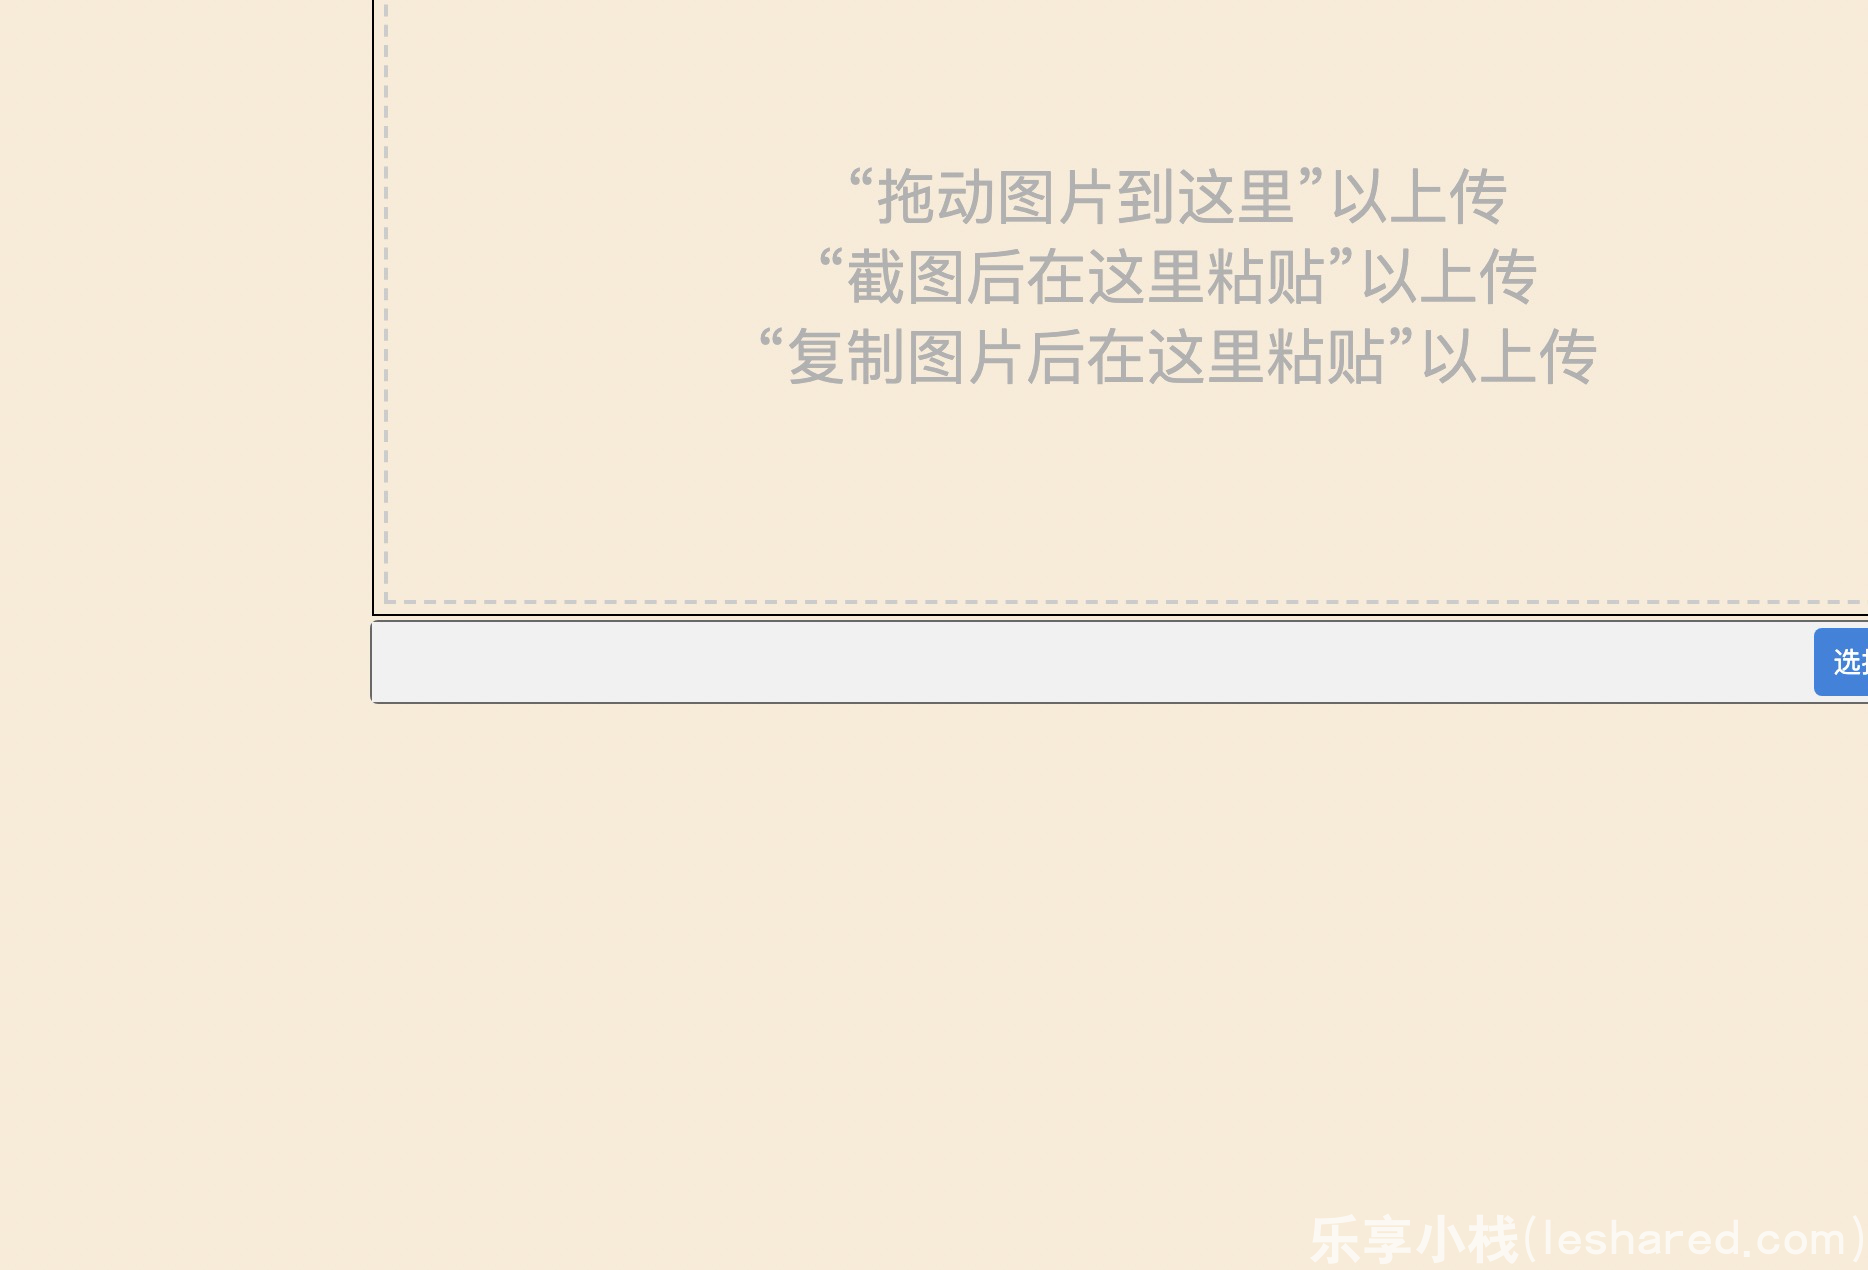 “拖动图片到这里”以上传
“截图后在这里粘贴”以上传
“复制图片后在这里粘贴”以上传
选
乐享小栈(leshared.com)